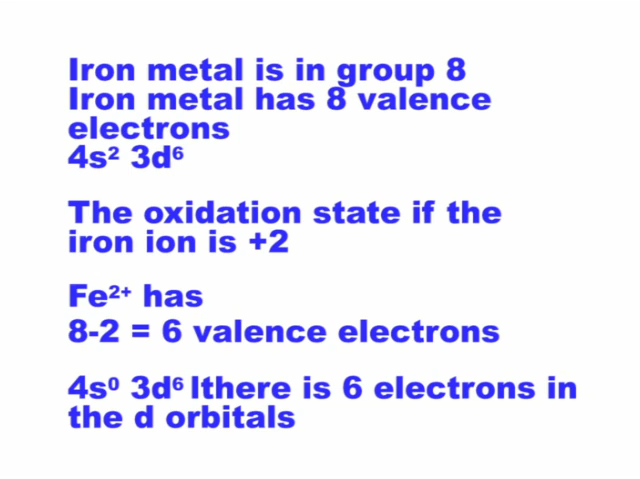 Iron metal is in group 8
Iron metal has 8 valence
electrons
4s² 3d⁶
The oxidation state if the
iron ion is +2
Fe²⁺ has
8-2 = 6 valence electrons
4s⁰ 3d⁶ lthere is 6 electrons in
the d orbitals